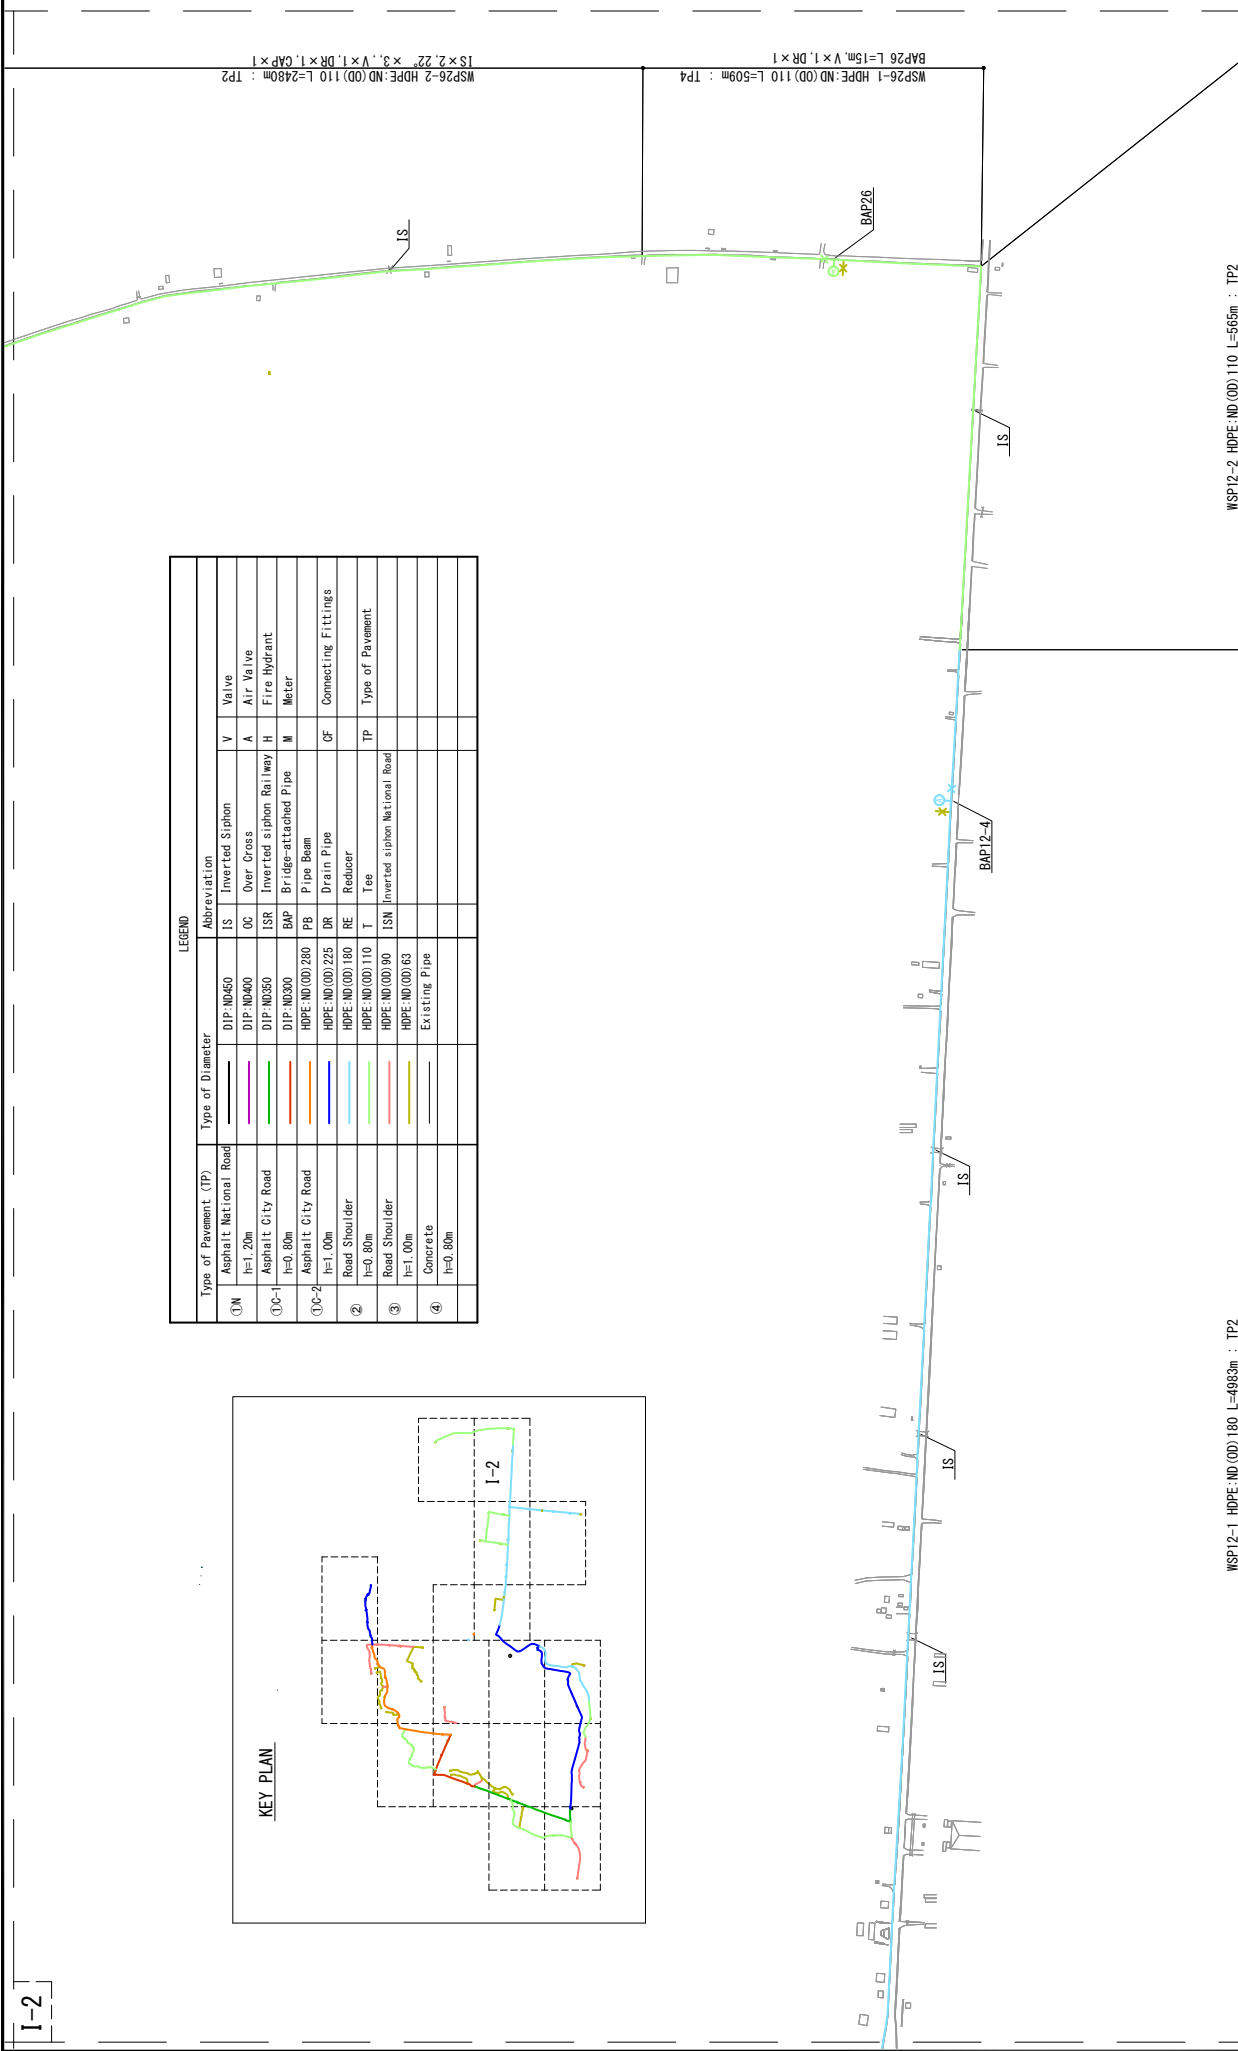 I-2
WSP26-2 HDPE:ND(OD)110 L=2480m : TP2
IS×2, 22° ×3, , V×1, DR×1, CAP×1
WSP26-1 HDPE:ND(OD)110 L=509m : TP4
BAP26 L=15m, V×1, DR×1
IS
BAP26
IS
BAP12-4
IS
IS
IS
WSP12-2 HDPE:ND(OD)110 L=565m : TP2
WSP12-1 HDPE:ND(OD)180 L=4983m : TP2
KEY PLAN
I-2
LEGEND
Type of Pavement (TP) Type of Diameter Abbreviation
①N Asphalt National Road DIP:ND450 IS Inverted Siphon V Valve
h=1.20m DIP:ND400 OC Over Cross A Air Valve
①C-1 Asphalt City Road DIP:ND350 ISR Inverted siphon Railway H Fire Hydrant
h=0.80m DIP:ND300 BAP Bridge-attached Pipe M Meter
①C-2 Asphalt City Road HDPE:ND(OD)280 PB Pipe Beam
h=1.00m HDPE:ND(OD)225 DR Drain Pipe CF Connecting Fittings
② Road Shoulder HDPE:ND(OD)180 RE Reducer
h=0.80m HDPE:ND(OD)110 T Tee TP Type of Pavement
③ Road Shoulder HDPE:ND(OD)90 ISN Inverted siphon National Road
h=1.00m HDPE:ND(OD)63
④ Concrete Existing Pipe
h=0.80m